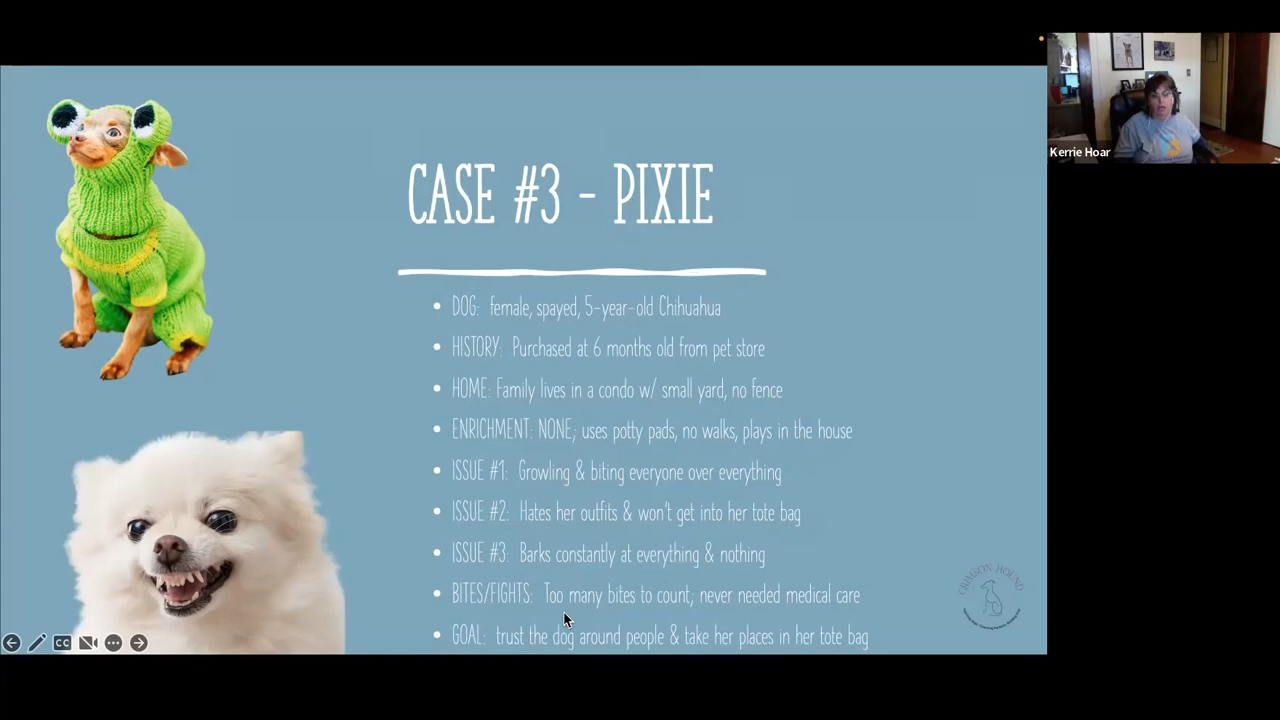 Kerrie Hoar
CASE #3 - PIXIE
• DOG: female, spayed, 5-year-old Chihuahua
• HISTORY: Purchased at 6 months old from pet store
• HOME: Family lives in a condo w/ small yard, no fence
• ENRICHMENT: NONE; uses potty pads, no walks, plays in the house
• ISSUE #1: Growling & biting everyone over everything
• ISSUE #2: Hates her outfits & won't get into her tote bag
• ISSUE #3: Barks constantly at everything & nothing
• BITES/FIGHTS: Too many bites to count; never needed medical care
• GOAL: trust the dog around people & take her places in her tote bag
CRIMSON HOUND
CC